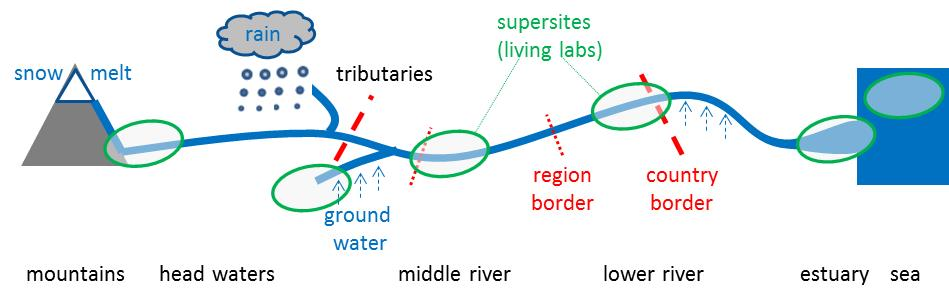 supersites
(living labs)
rain
snow melt
tributaries
region
border
country
border
ground
water
mountains
head waters
middle river
lower river
estuary
sea